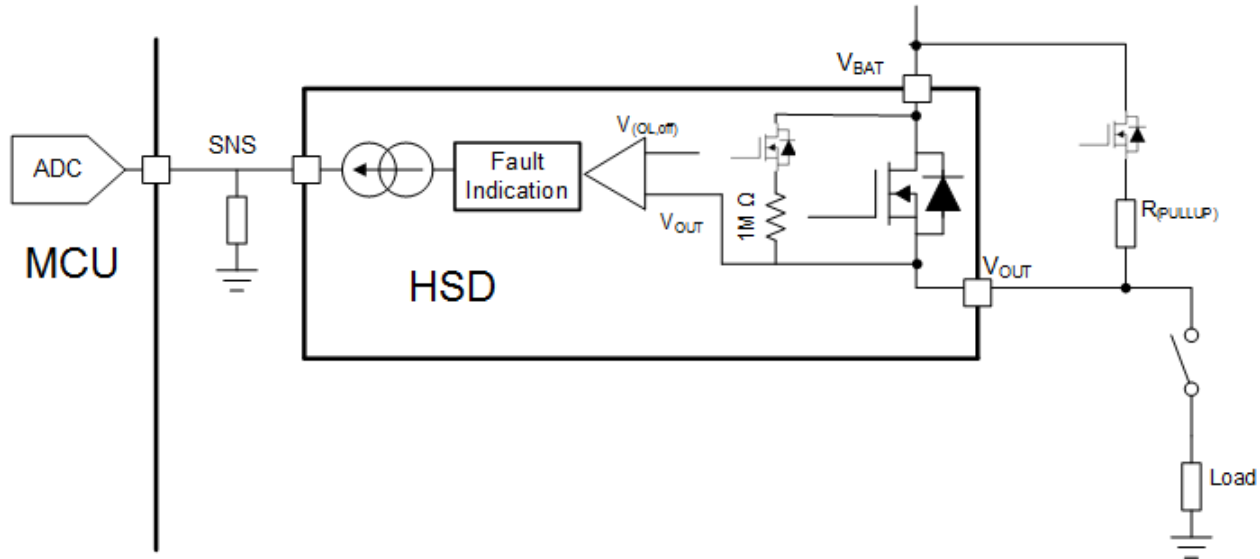 V_BAT
SNS
V_(OL,off)
ADC
Fault
Indication
1M Ω
R_(PULLUP)
V_OUT
MCU
HSD
V_OUT
Load